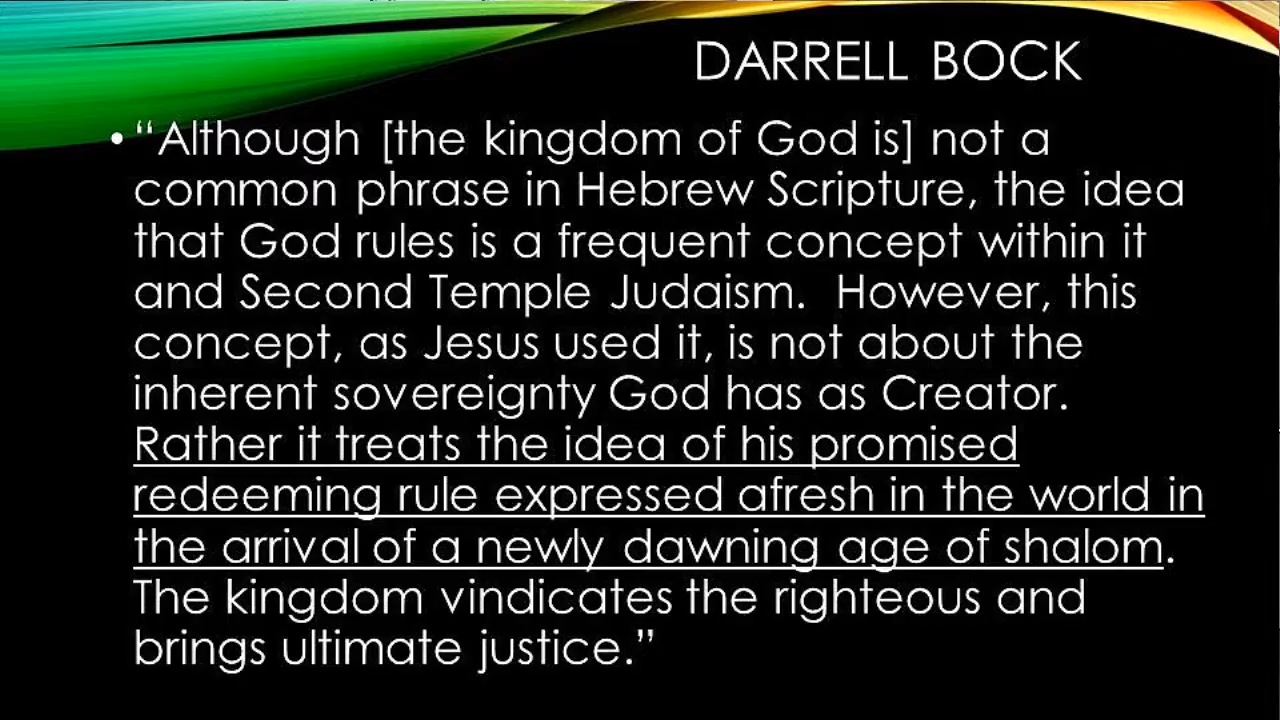 DARRELL BOCK
• “Although [the kingdom of God is] not a
common phrase in Hebrew Scripture, the idea
that God rules is a frequent concept within it
and Second Temple Judaism.  However, this
concept, as Jesus used it, is not about the
inherent sovereignty God has as Creator.
Rather it treats the idea of his promised
redeeming rule expressed afresh in the world in
the arrival of a newly dawning age of shalom.
The kingdom vindicates the righteous and
brings ultimate justice.”